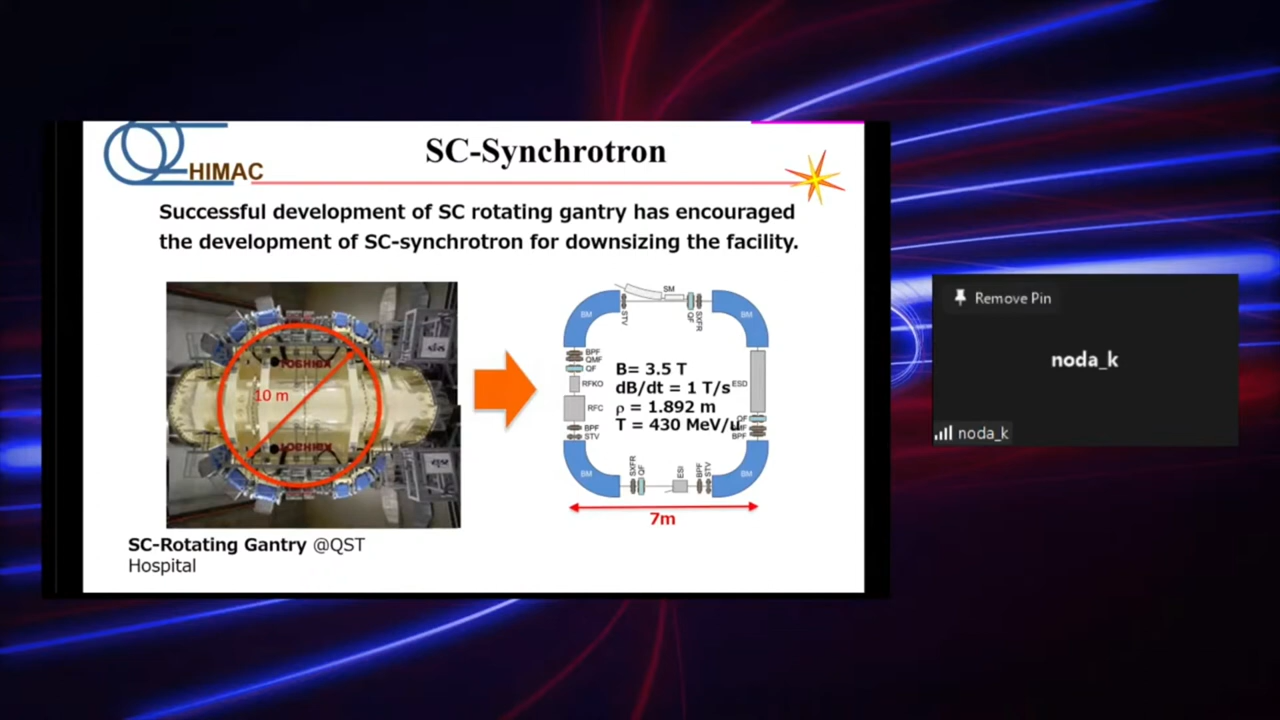 HIMAC
SC-Synchrotron
Successful development of SC rotating gantry has encouraged
the development of SC-synchrotron for downsizing the facility.
TOSHIBA
10 m
SM
BM
BM
STV
QF
SXFR
BPF
QMF
QF
RFKO
RFC
BPF
STV
B= 3.5 T
dB/dt = 1 T/s
ρ = 1.892 m
T = 430 MeV/u
ESD
QF
BPF
BM
BM
SXFR
QF
ESI
BPF
STV
7m
SC-Rotating Gantry @QST
Hospital
Remove Pin
noda_k
noda_k